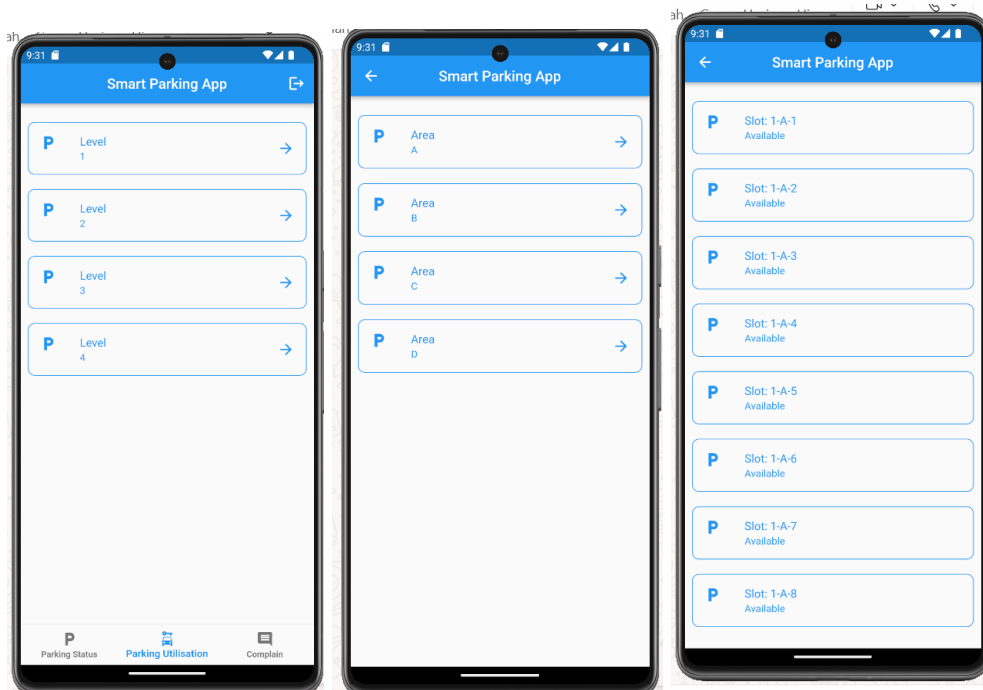 9:31
Smart Parking App
P Level
1
P Level
2
P Level
3
P Level
4
P
Parking Status
Parking Utilisation
Complain
9:31
Smart Parking App
P Area
A
P Area
B
P Area
C
P Area
D
9:31
Smart Parking App
P Slot: 1-A-1
Available
P Slot: 1-A-2
Available
P Slot: 1-A-3
Available
P Slot: 1-A-4
Available
P Slot: 1-A-5
Available
P Slot: 1-A-6
Available
P Slot: 1-A-7
Available
P Slot: 1-A-8
Available